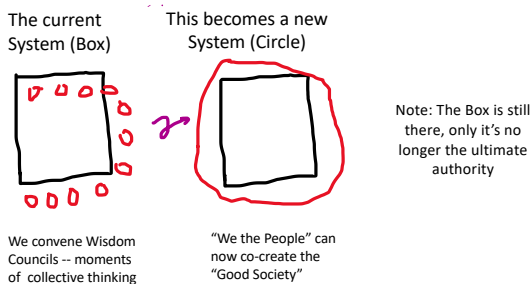 The current
System (Box)
This becomes a new
System (Circle)
Note: The Box is still
there, only it's no
longer the ultimate
authority
We convene Wisdom
Councils -- moments
of collective thinking
“We the People” can
now co-create the
“Good Society”